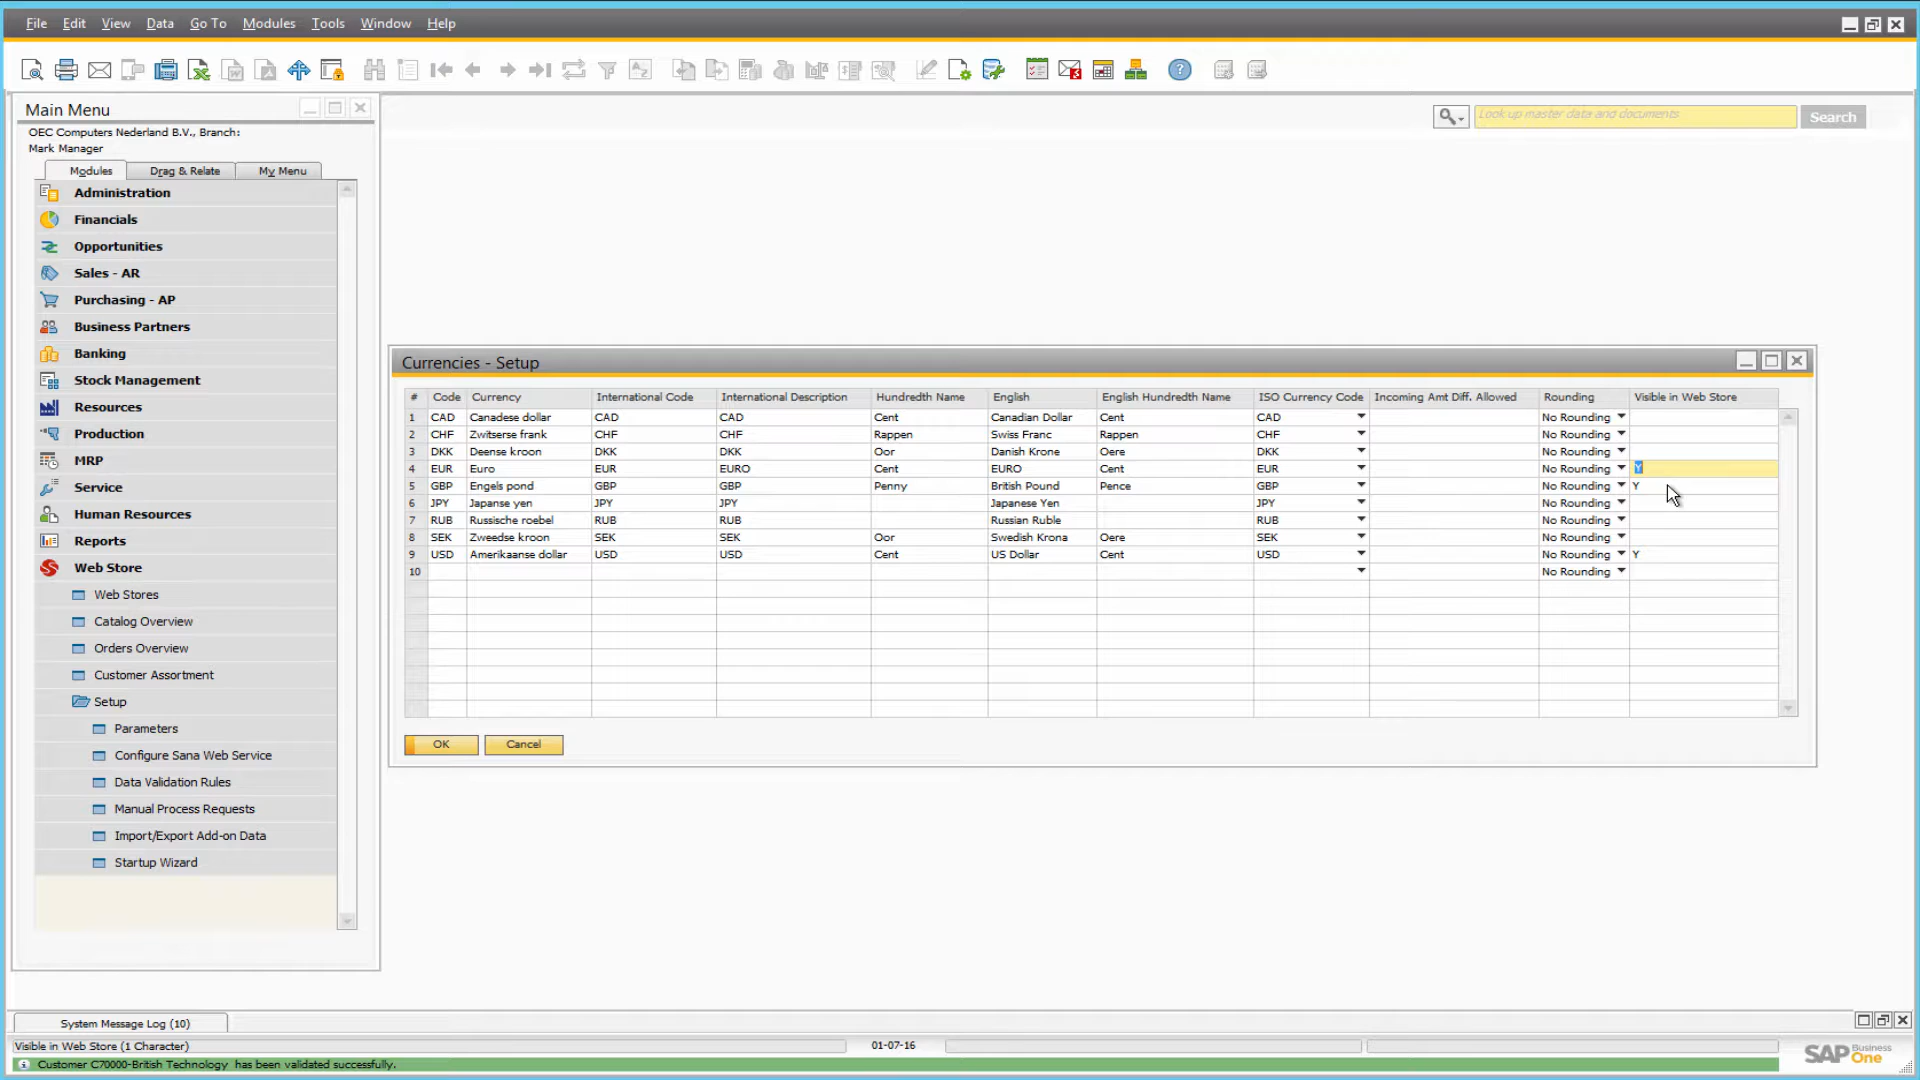 File Edit View Data Go To Modules Tools Window Help
Main Menu
OEC Computers Nederland B.V., Branch:
Mark Manager
Modules Drag & Relate My Menu
Look up master data and documents Search
Administration
Financials
Opportunities
Sales - AR
Purchasing - AP
Business Partners
Banking
Stock Management
Resources
Production
MRP
Service
Human Resources
Reports
Web Store
Web Stores
Catalog Overview
Orders Overview
Customer Assortment
Setup
Parameters
Configure Sana Web Service
Data Validation Rules
Manual Process Requests
Import/Export Add-on Data
Startup Wizard
Currencies - Setup
# Code Currency International Code International Description Hundredth Name English English Hundredth Name ISO Currency Code Incoming Amt Diff. Allowed Rounding Visible in Web Store
1 CAD Canadese dollar CAD CAD Cent Canadian Dollar Cent CAD No Rounding
2 CHF Zwitserse frank CHF CHF Rappen Swiss Franc Rappen CHF No Rounding
3 DKK Deense kroon DKK DKK Oor Danish Krone Oere DKK No Rounding
4 EUR Euro EUR EURO Cent EURO Cent EUR No Rounding Y
5 GBP Engels pond GBP GBP Penny British Pound Pence GBP No Rounding Y
6 JPY Japanse yen JPY JPY Japanese Yen JPY No Rounding
7 RUB Russische roebel RUB RUB Russian Ruble RUB No Rounding
8 SEK Zweedse kroon SEK SEK Oor Swedish Krona Oere SEK No Rounding
9 USD Amerikaanse dollar USD USD Cent US Dollar Cent USD No Rounding Y
10 No Rounding
OK Cancel
System Message Log (10)
Visible in Web Store (1 Character) 01-07-16
Customer C70000-British Technology has been validated successfully.
SAP Business One